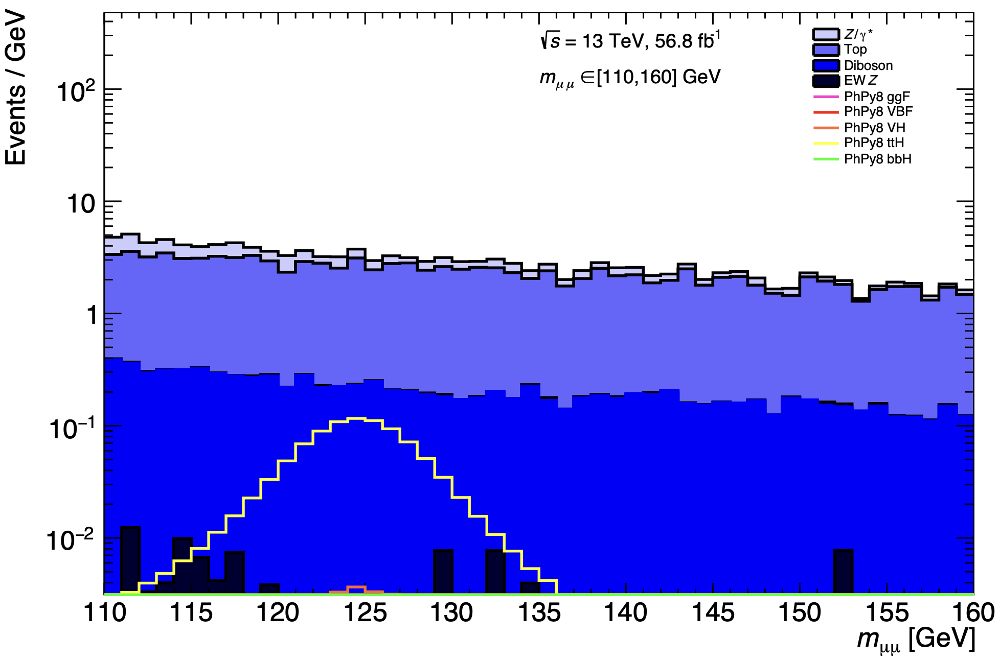 Events / GeV
√s = 13 TeV, 56.8 fb⁻¹
m_μμ ∈[110,160] GeV
Z/γ*
Top
Diboson
EW Z
PhPy8 ggF
PhPy8 VBF
PhPy8 VH
PhPy8 ttH
PhPy8 bbH
10²
10
1
10⁻¹
10⁻²
110 115 120 125 130 135 140 145 150 155 160
m_μμ [GeV]